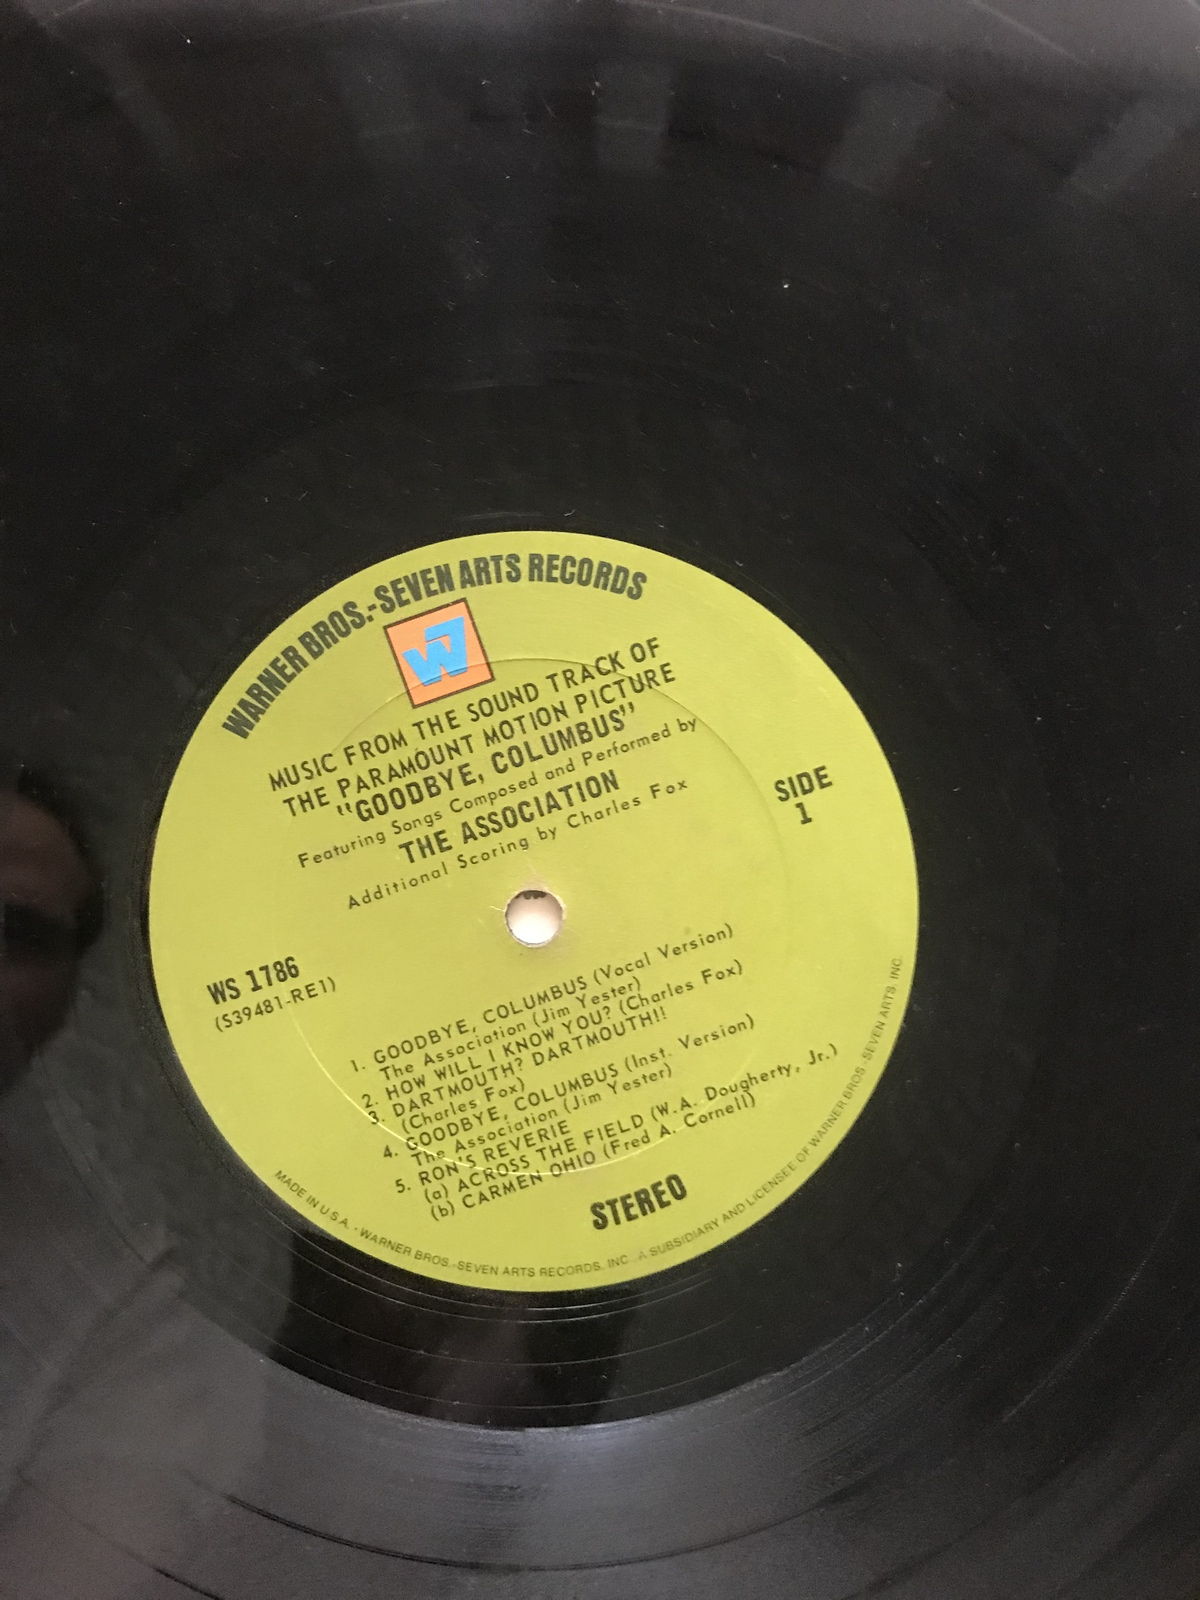 WARNER BROS.-SEVEN ARTS RECORDS
W7
MUSIC FROM THE SOUND TRACK OF
THE PARAMOUNT MOTION PICTURE
"GOODBYE, COLUMBUS"
Featuring Songs Composed and Performed by
THE ASSOCIATION
Additional Scoring by Charles Fox
SIDE
1
WS 1786
(S39481-RE1)
1. GOODBYE, COLUMBUS (Vocal Version)
The Association (Jim Yester)
2. HOW WILL I KNOW YOU? (Charles Fox)
3. DARTMOUTH? DARTMOUTH!!
(Charles Fox)
4. GOODBYE, COLUMBUS (Inst. Version)
The Association (Jim Yester)
5. RON'S REVERIE
(a) ACROSS THE FIELD (W.A. Dougherty, Jr.)
(b) CARMEN OHIO (Fred A. Cornell)
STEREO
MADE IN U.S.A. · WARNER BROS.-SEVEN ARTS RECORDS, INC., A SUBSIDIARY AND LICENSEE OF WARNER BROS.-SEVEN ARTS, INC.